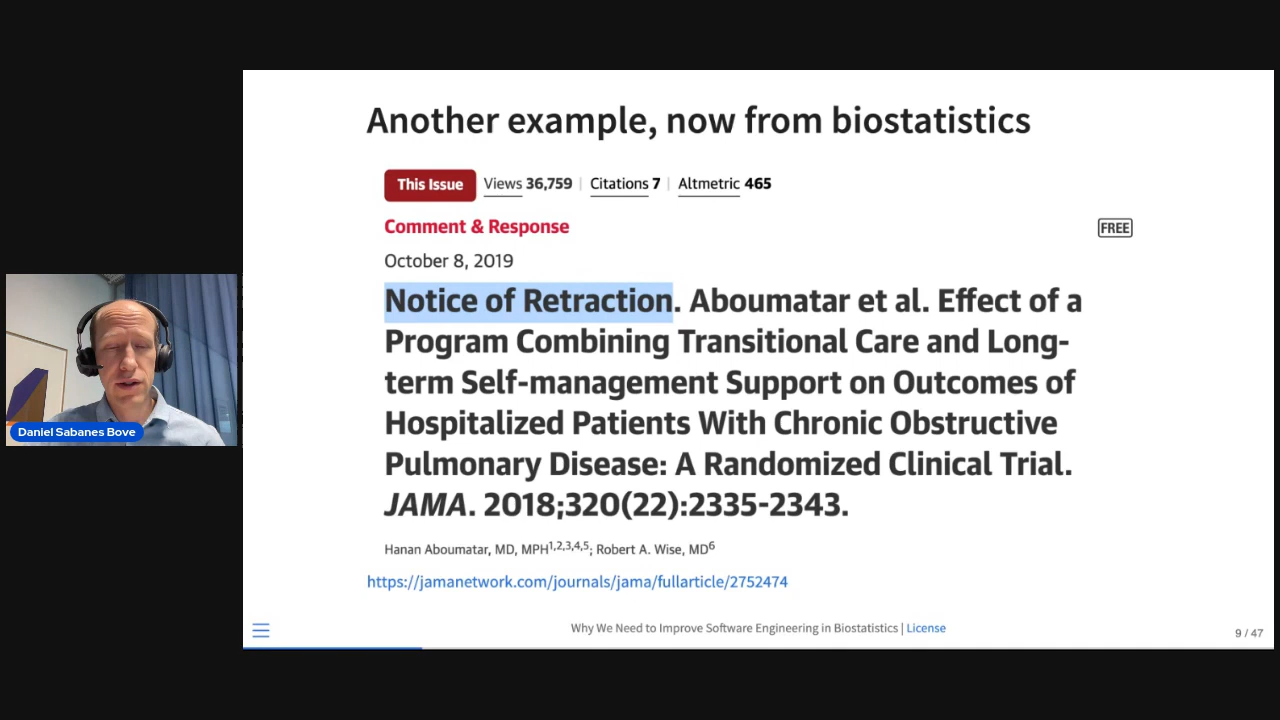 Another example, now from biostatistics
This Issue Views 36,759 | Citations 7 | Altmetric 465
Comment & Response
FREE
October 8, 2019
Notice of Retraction. Aboumatar et al. Effect of a
Program Combining Transitional Care and Long-
term Self-management Support on Outcomes of
Hospitalized Patients With Chronic Obstructive
Pulmonary Disease: A Randomized Clinical Trial.
JAMA. 2018;320(22):2335-2343.
Hanan Aboumatar, MD, MPH1,2,3,4,5; Robert A. Wise, MD6
https://jamanetwork.com/journals/jama/fullarticle/2752474
Why We Need to Improve Software Engineering in Biostatistics | License
9 / 47
Daniel Sabanes Bove